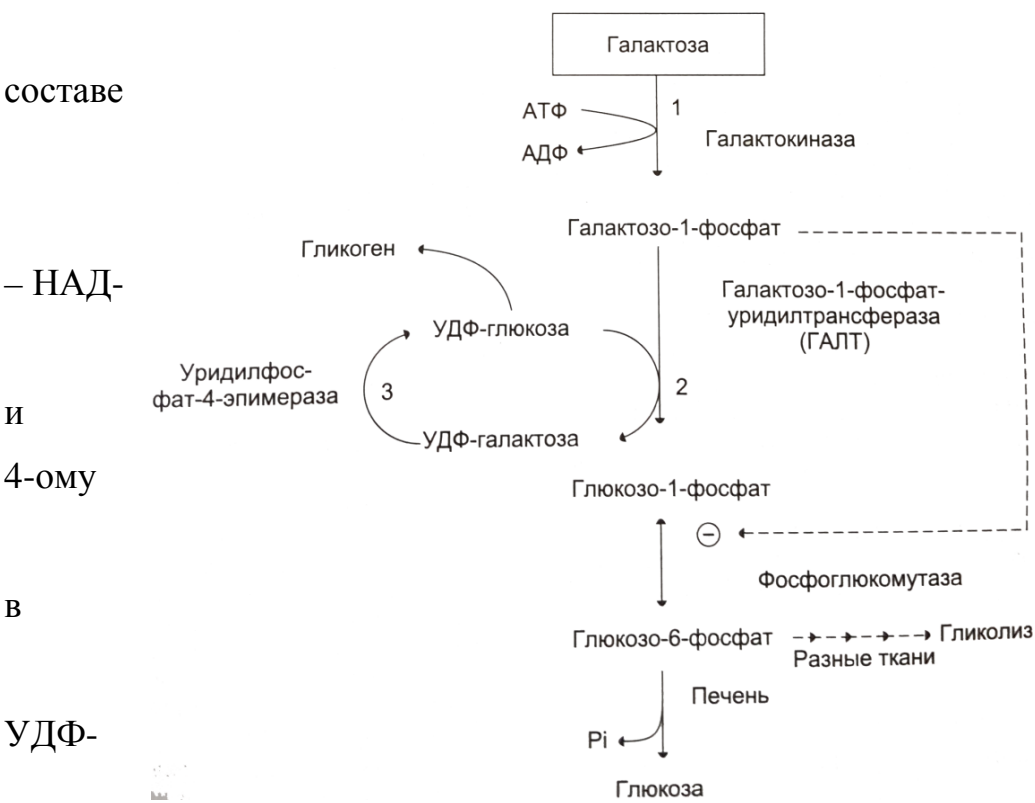 Галактоза
составе
АТФ
1
Галактокиназа
АДФ
Галактозо-1-фосфат
Гликоген
– НАД-
Галактозо-1-фосфат-
уридилтрансфераза
(ГАЛТ)
УДФ-глюкоза
Уридилфос-
фат-4-эпимераза
3
2
и
УДФ-галактоза
4-ому
Глюкозо-1-фосфат
−
Фосфоглюкомутаза
в
Глюкозо-6-фосфат
Гликолиз
Разные ткани
Печень
УДФ-
Pi
Глюкоза